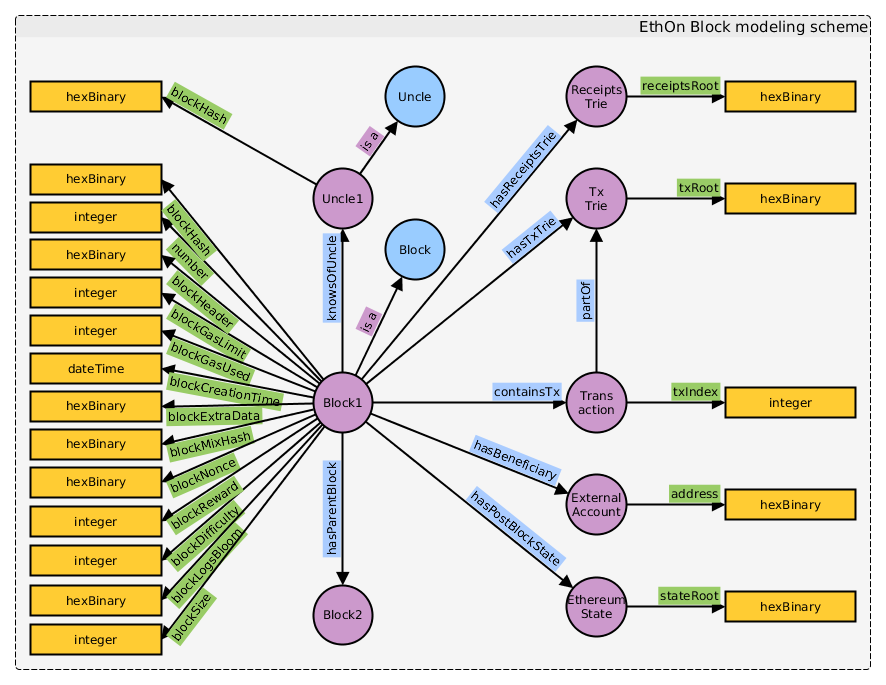 EthOn Block modeling scheme
hexBinary
blockHash
Uncle
is a
Uncle1
Receipts
Trie
receiptsRoot
hexBinary
hasReceiptsTrie
Tx
Trie
txRoot
hexBinary
hasTxTrie
knowsOfUncle
Block
is a
partOf
hexBinary
blockHash
integer
number
hexBinary
blockHeader
integer
blockGasLimit
integer
blockGasUsed
dateTime
blockCreationTime
hexBinary
blockExtraData
hexBinary
blockMixHash
hexBinary
blockNonce
integer
blockReward
integer
blockDifficulty
hexBinary
blockLogsBloom
integer
blockSize
Block1
containsTx
Trans
action
txIndex
integer
hasBeneficiary
External
Account
address
hexBinary
hasPostBlockState
Ethereum
State
stateRoot
hexBinary
hasParentBlock
Block2